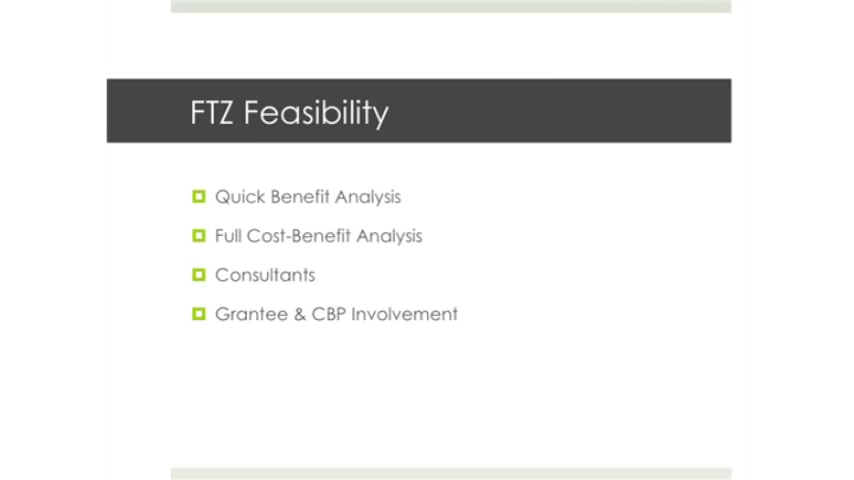 FTZ Feasibility
Quick Benefit Analysis
Full Cost-Benefit Analysis
Consultants
Grantee & CBP Involvement